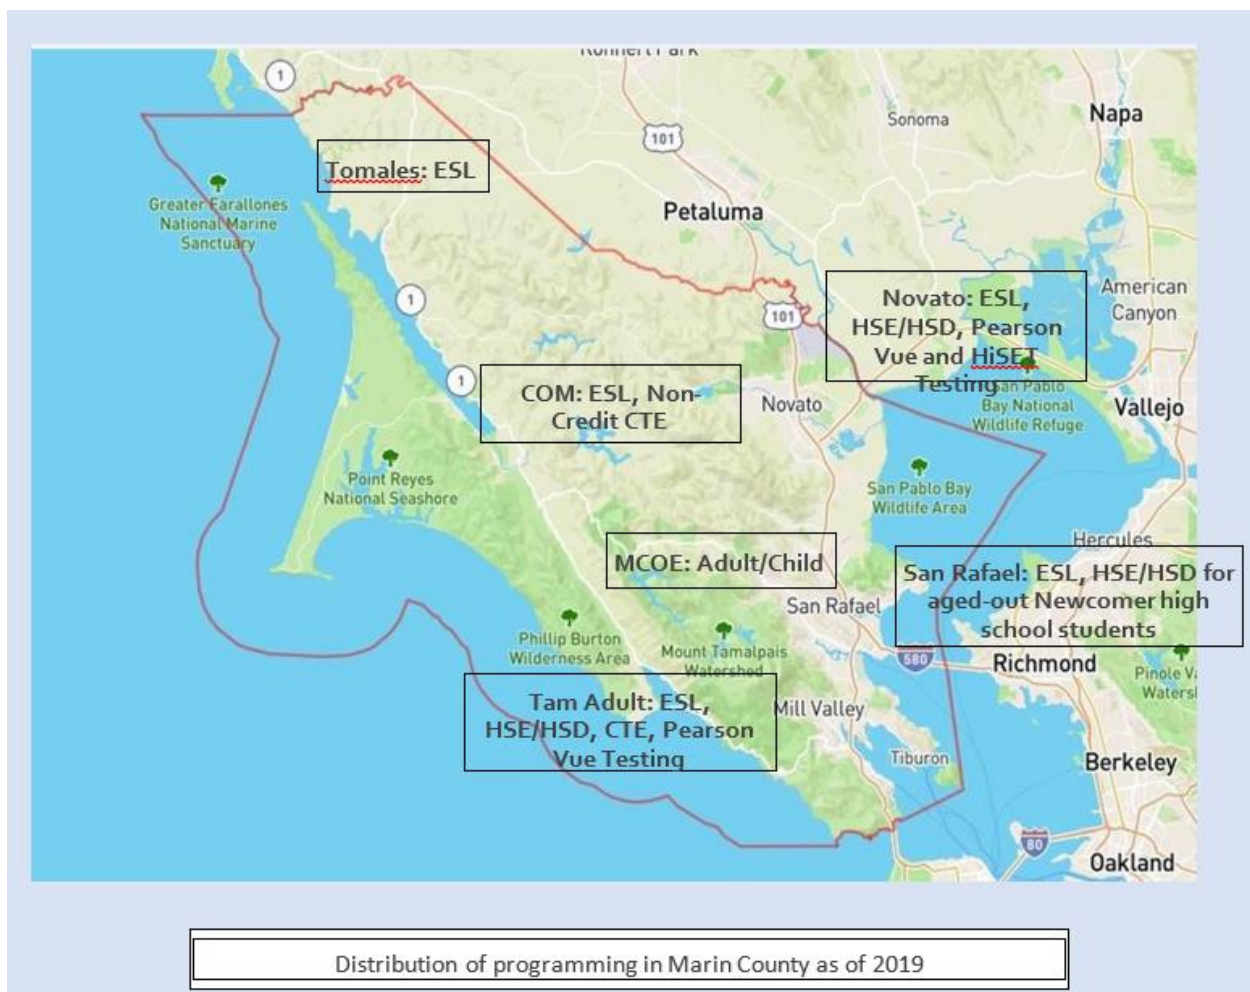 Rohnert Park
1
Napa
Sonoma
101
Tomales: ESL
Petaluma
Greater Farallones
National Marine
Sanctuary
American
Canyon
1
101
Novato: ESL,
HSE/HSD, Pearson
Vue and HiSET
Testing
San Pablo
Bay National
Wildlife Refuge
1
COM: ESL, Non-
Credit CTE
Novato
Vallejo
Point Reyes
National Seashore
San Pablo Bay
Wildlife Area
Hercules
MCOE: Adult/Child
San Rafael: ESL, HSE/HSD for
aged-out Newcomer high
school students
San Rafael
Phillip Burton
Wilderness Area
Mount Tamalpais
Watershed
580
Richmond
Pinole
Tam Adult: ESL,
HSE/HSD, CTE, Pearson
Vue Testing
Mill Valley
Tiburon
Berkeley
80
Oakland
Distribution of programming in Marin County as of 2019